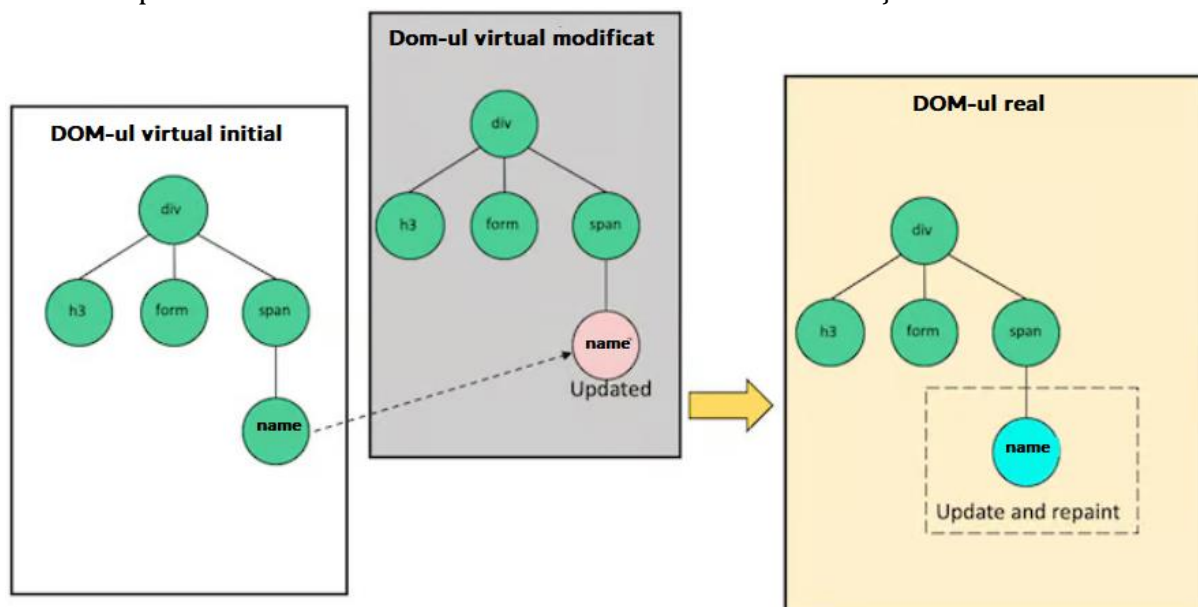 Dom-ul virtual modificat
div
h3
form
span
name
Updated
DOM-ul virtual initial
div
h3
form
span
name
DOM-ul real
div
h3
form
span
name
Update and repaint